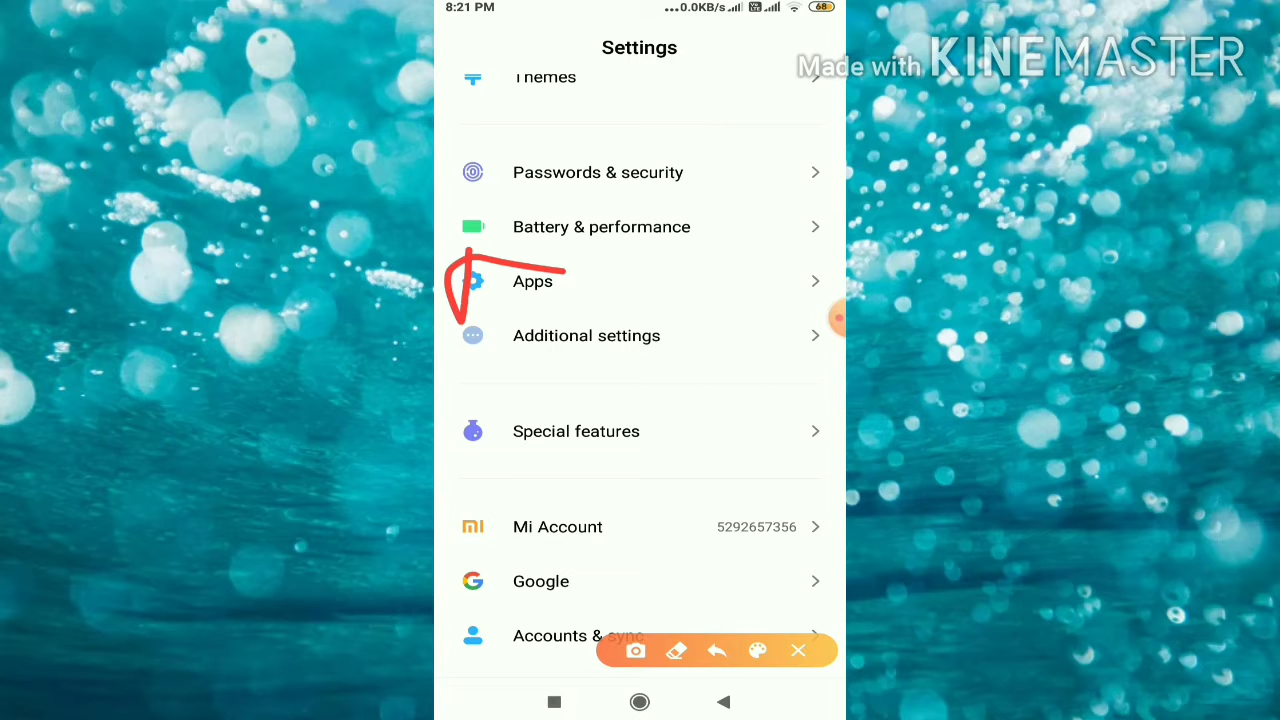 8:21 PM ...0.0KB/s 68
Settings
Made with KINEMASTER
Themes
Passwords & security
Battery & performance
Apps
Additional settings
Special features
Mi Account 5292657356
Google
Accounts & sync